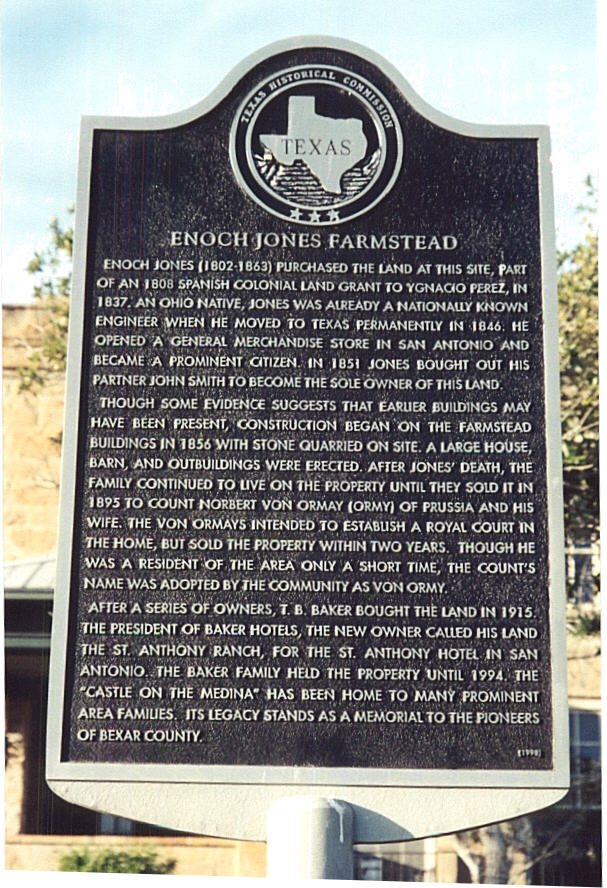 TEXAS HISTORICAL COMMISSION
TEXAS
ENOCH JONES FARMSTEAD
ENOCH JONES (1802-1863) PURCHASED THE LAND AT THIS SITE, PART
OF AN 1808 SPANISH COLONIAL LAND GRANT TO YGNACIO PEREZ, IN
1837. AN OHIO NATIVE, JONES WAS ALREADY A NATIONALLY KNOWN
ENGINEER WHEN HE MOVED TO TEXAS PERMANENTLY IN 1846. HE
OPENED A GENERAL MERCHANDISE STORE IN SAN ANTONIO AND
BECAME A PROMINENT CITIZEN. IN 1851 JONES BOUGHT OUT HIS
PARTNER JOHN SMITH TO BECOME THE SOLE OWNER OF THIS LAND.
THOUGH SOME EVIDENCE SUGGESTS THAT EARLIER BUILDINGS MAY
HAVE BEEN PRESENT, CONSTRUCTION BEGAN ON THE FARMSTEAD
BUILDINGS IN 1856 WITH STONE QUARRIED ON SITE. A LARGE HOUSE,
BARN, AND OUTBUILDINGS WERE ERECTED. AFTER JONES' DEATH, THE
FAMILY CONTINUED TO LIVE ON THE PROPERTY UNTIL THEY SOLD IT IN
1895 TO COUNT NORBERT VON ORMAY (ORMY) OF PRUSSIA AND HIS
WIFE. THE VON ORMAYS INTENDED TO ESTABLISH A ROYAL COURT IN
THE HOME, BUT SOLD THE PROPERTY WITHIN TWO YEARS. THOUGH HE
WAS A RESIDENT OF THE AREA ONLY A SHORT TIME, THE COUNT'S
NAME WAS ADOPTED BY THE COMMUNITY AS VON ORMY.
AFTER A SERIES OF OWNERS, T. B. BAKER BOUGHT THE LAND IN 1915.
THE PRESIDENT OF BAKER HOTELS, THE NEW OWNER CALLED HIS LAND
THE ST. ANTHONY RANCH, FOR THE ST. ANTHONY HOTEL IN SAN
ANTONIO. THE BAKER FAMILY HELD THE PROPERTY UNTIL 1994. THE
"CASTLE ON THE MEDINA" HAS BEEN HOME TO MANY PROMINENT
AREA FAMILIES. ITS LEGACY STANDS AS A MEMORIAL TO THE PIONEERS
OF BEXAR COUNTY.
(1998)